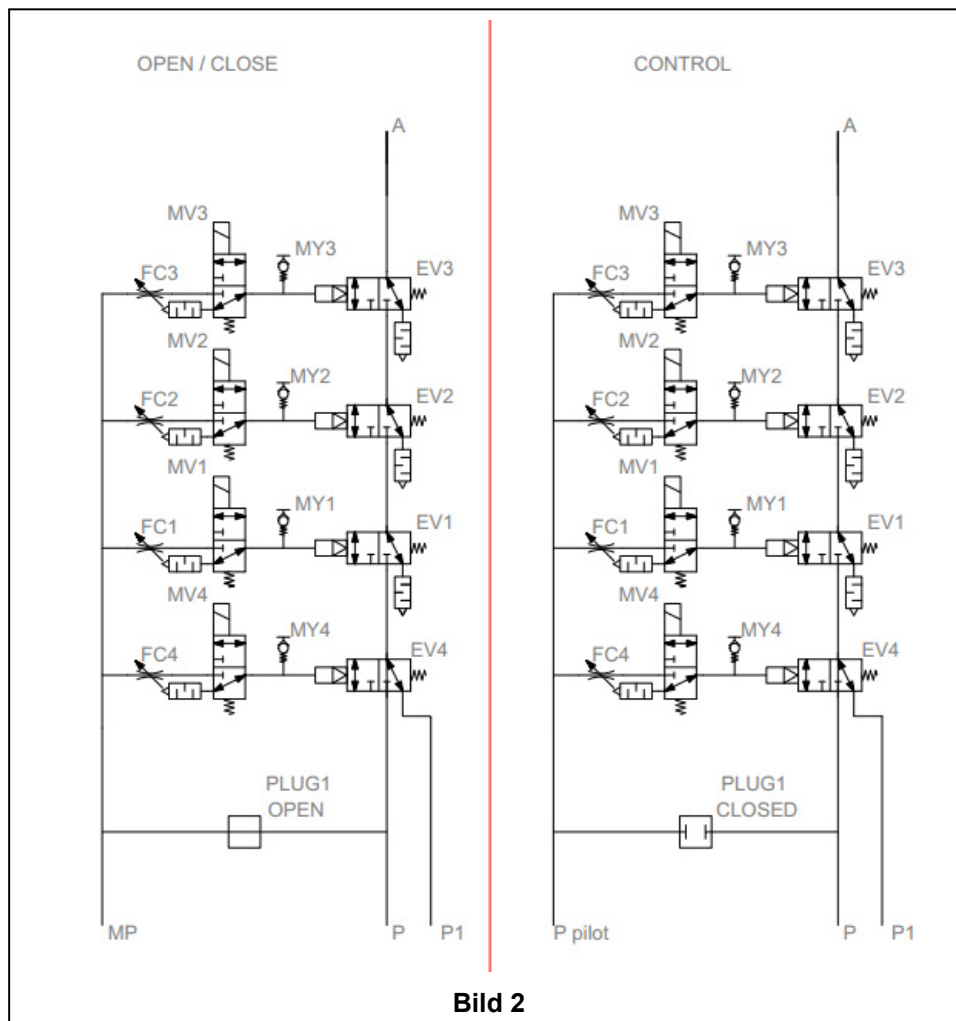 OPEN / CLOSE
A
MV3
MY3
FC3
EV3
MV2
MY2
FC2
EV2
MV1
MY1
FC1
EV1
MV4
MY4
FC4
EV4
PLUG1
OPEN
MP
P
P1
CONTROL
A
MV3
MY3
FC3
EV3
MV2
MY2
FC2
EV2
MV1
MY1
FC1
EV1
MV4
MY4
FC4
EV4
PLUG1
CLOSED
P pilot
P
P1
Bild 2